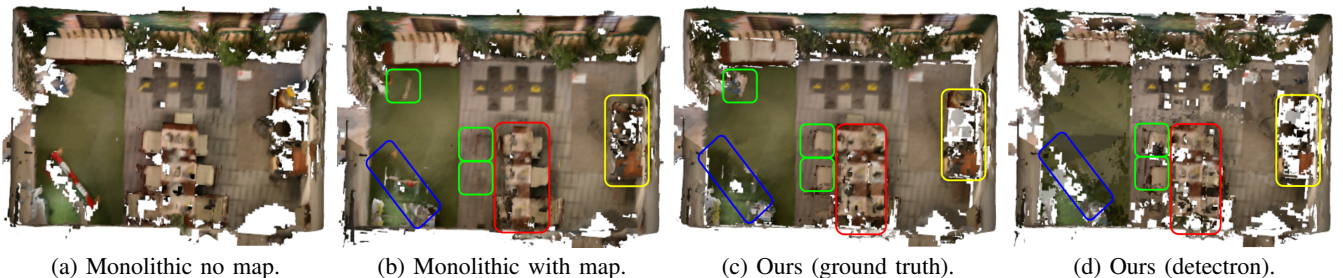 (a) Monolithic no map.
(b) Monolithic with map.
(c) Ours (ground truth).
(d) Ours (detectron).